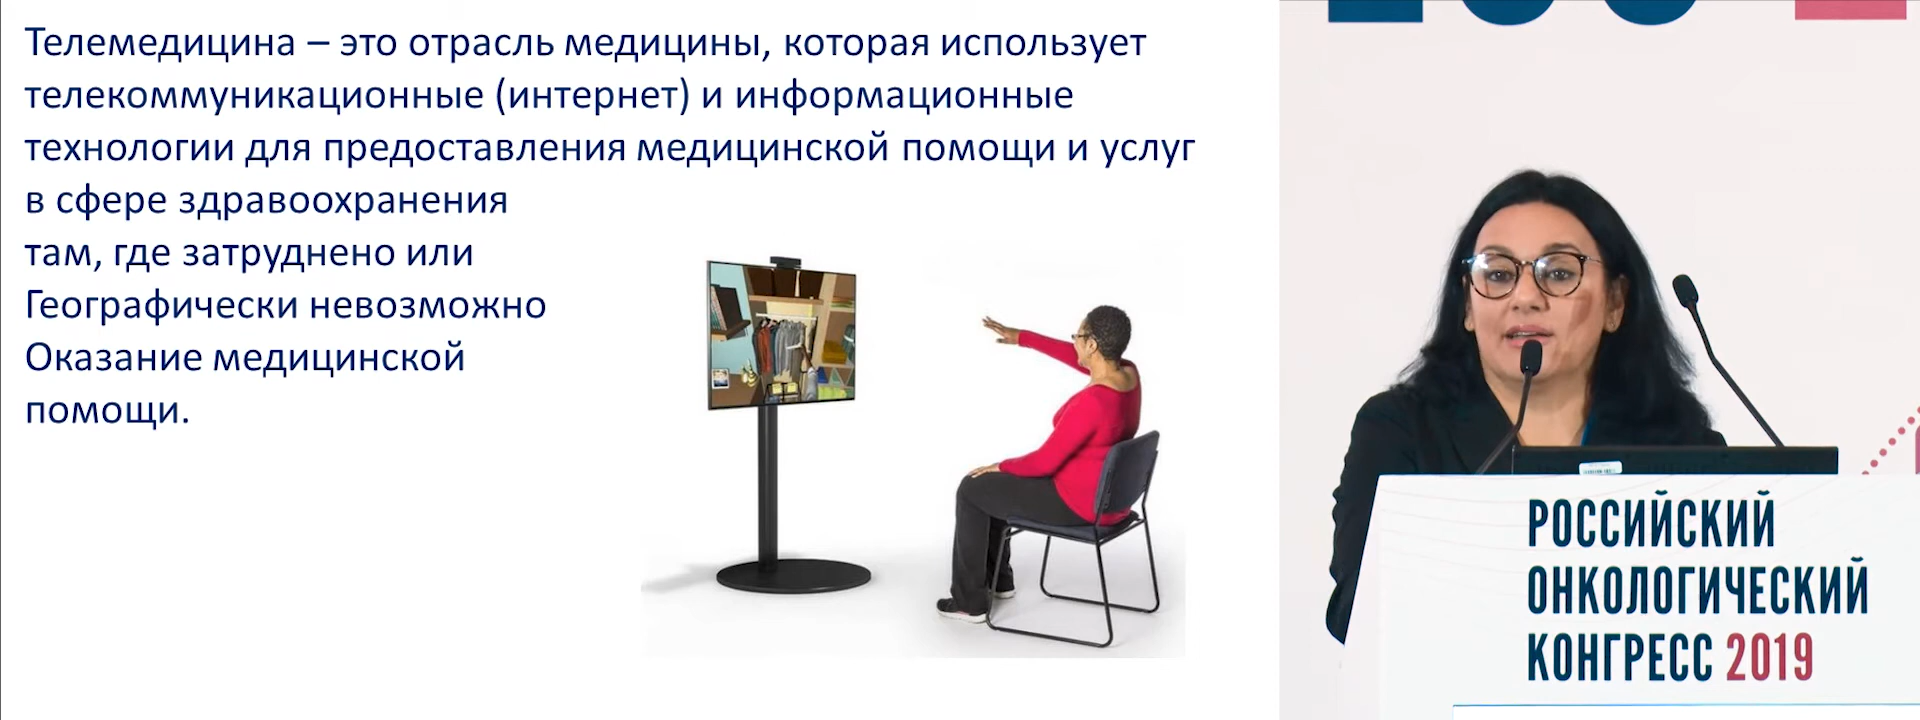 Телемедицина – это отрасль медицины, которая использует
телекоммуникационные (интернет) и информационные
технологии для предоставления медицинской помощи и услуг
в сфере здравоохранения
там, где затруднено или
Географически невозможно
Оказание медицинской
помощи.
РОССИЙСКИЙ
ОНКОЛОГИЧЕСКИЙ
КОНГРЕСС 2019